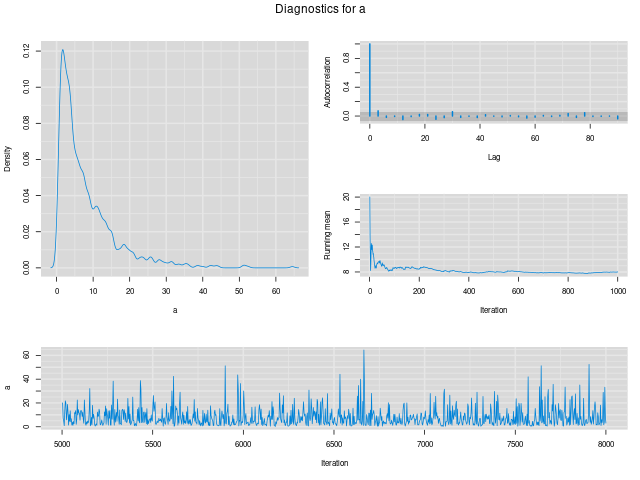 Diagnostics for a
Density
0.00 0.02 0.04 0.06 0.08 0.10 0.12
0 10 20 30 40 50 60
a
Autocorrelation
0.0 0.4 0.8
0 20 40 60 80
Lag
Running mean
8 12 16 20
0 200 400 600 800 1000
Iteration
a
0 20 40 60
5000 5500 6000 6500 7000 7500 8000
Iteration